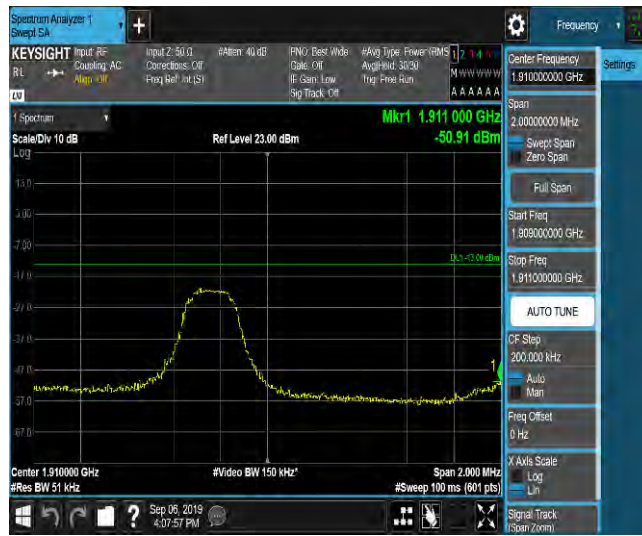 Spectrum Analyzer 1
Swept SA
+
Frequency
KEYSIGHT
RL
Input: RF
Coupling: AC
Align: Off
Input Z: 50 Ω
Corrections: Off
Freq Ref: Int (S)
#Atten: 40 dB
PNO: Best Wide
Gate: Off
IF Gain: Low
Sig Track: Off
#Avg Type: Power (RMS
Avg|Hold: 30/30
Trig: Free Run
M W W W W W
A A A A A A
LXI
1 Spectrum
Scale/Div 10 dB
Ref Level 23.00 dBm
Mkr1 1.911 000 GHz
-50.91 dBm
Log
13.0
3.00
-7.00
-17.0
-27.0
-37.0
-47.0
-57.0
-67.0
DL1 -13.00 dBm
1
Center 1.910000 GHz
#Video BW 150 kHz*
Span 2.000 MHz
#Res BW 51 kHz
#Sweep 100 ms (601 pts)
?
Sep 06, 2019
4:07:57 PM
Center Frequency
1.910000000 GHz
Settings
Span
2.00000000 MHz
Swept Span
Zero Span
Full Span
Start Freq
1.909000000 GHz
Stop Freq
1.911000000 GHz
AUTO TUNE
CF Step
200.000 kHz
Auto
Man
Freq Offset
0 Hz
X Axis Scale
Log
Lin
Signal Track
(Span Zoom)